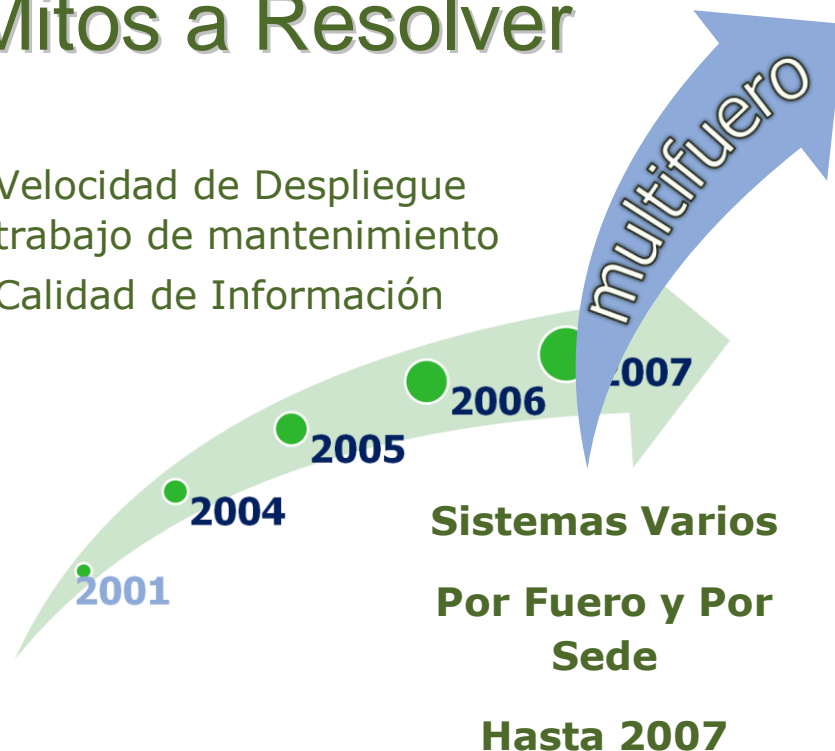 Mitos a Resolver
Velocidad de Despliegue
trabajo de mantenimiento
Calidad de Información
multifuero
2007
2006
2005
2004
2001
Sistemas Varios
Por Fuero y Por
Sede
Hasta 2007